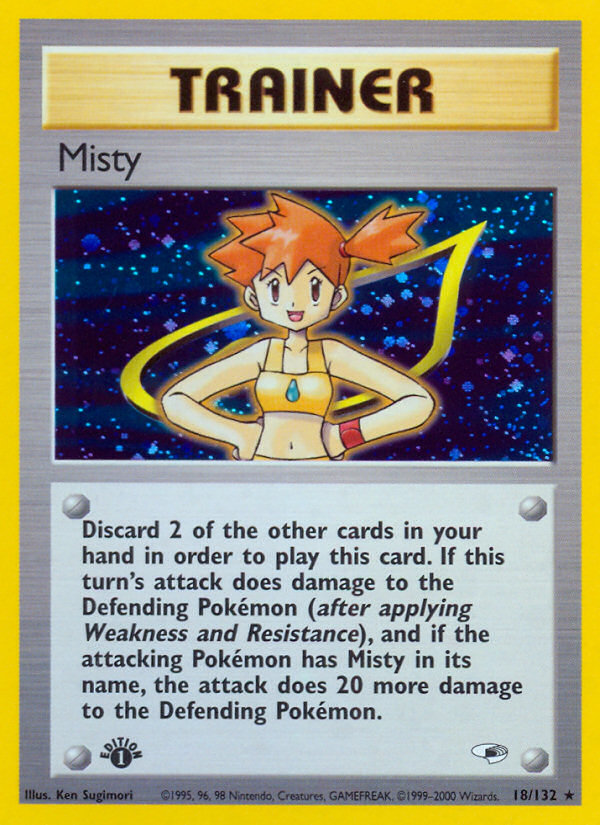 TRAINER
Misty
Discard 2 of the other cards in your
hand in order to play this card. If this
turn's attack does damage to the
Defending Pokémon (after applying
Weakness and Resistance), and if the
attacking Pokémon has Misty in its
name, the attack does 20 more damage
to the Defending Pokémon.
EDITION
1
Illus. Ken Sugimori ©1995, 96, 98 Nintendo, Creatures, GAMEFREAK. ©1999–2000 Wizards. 18/132 ★